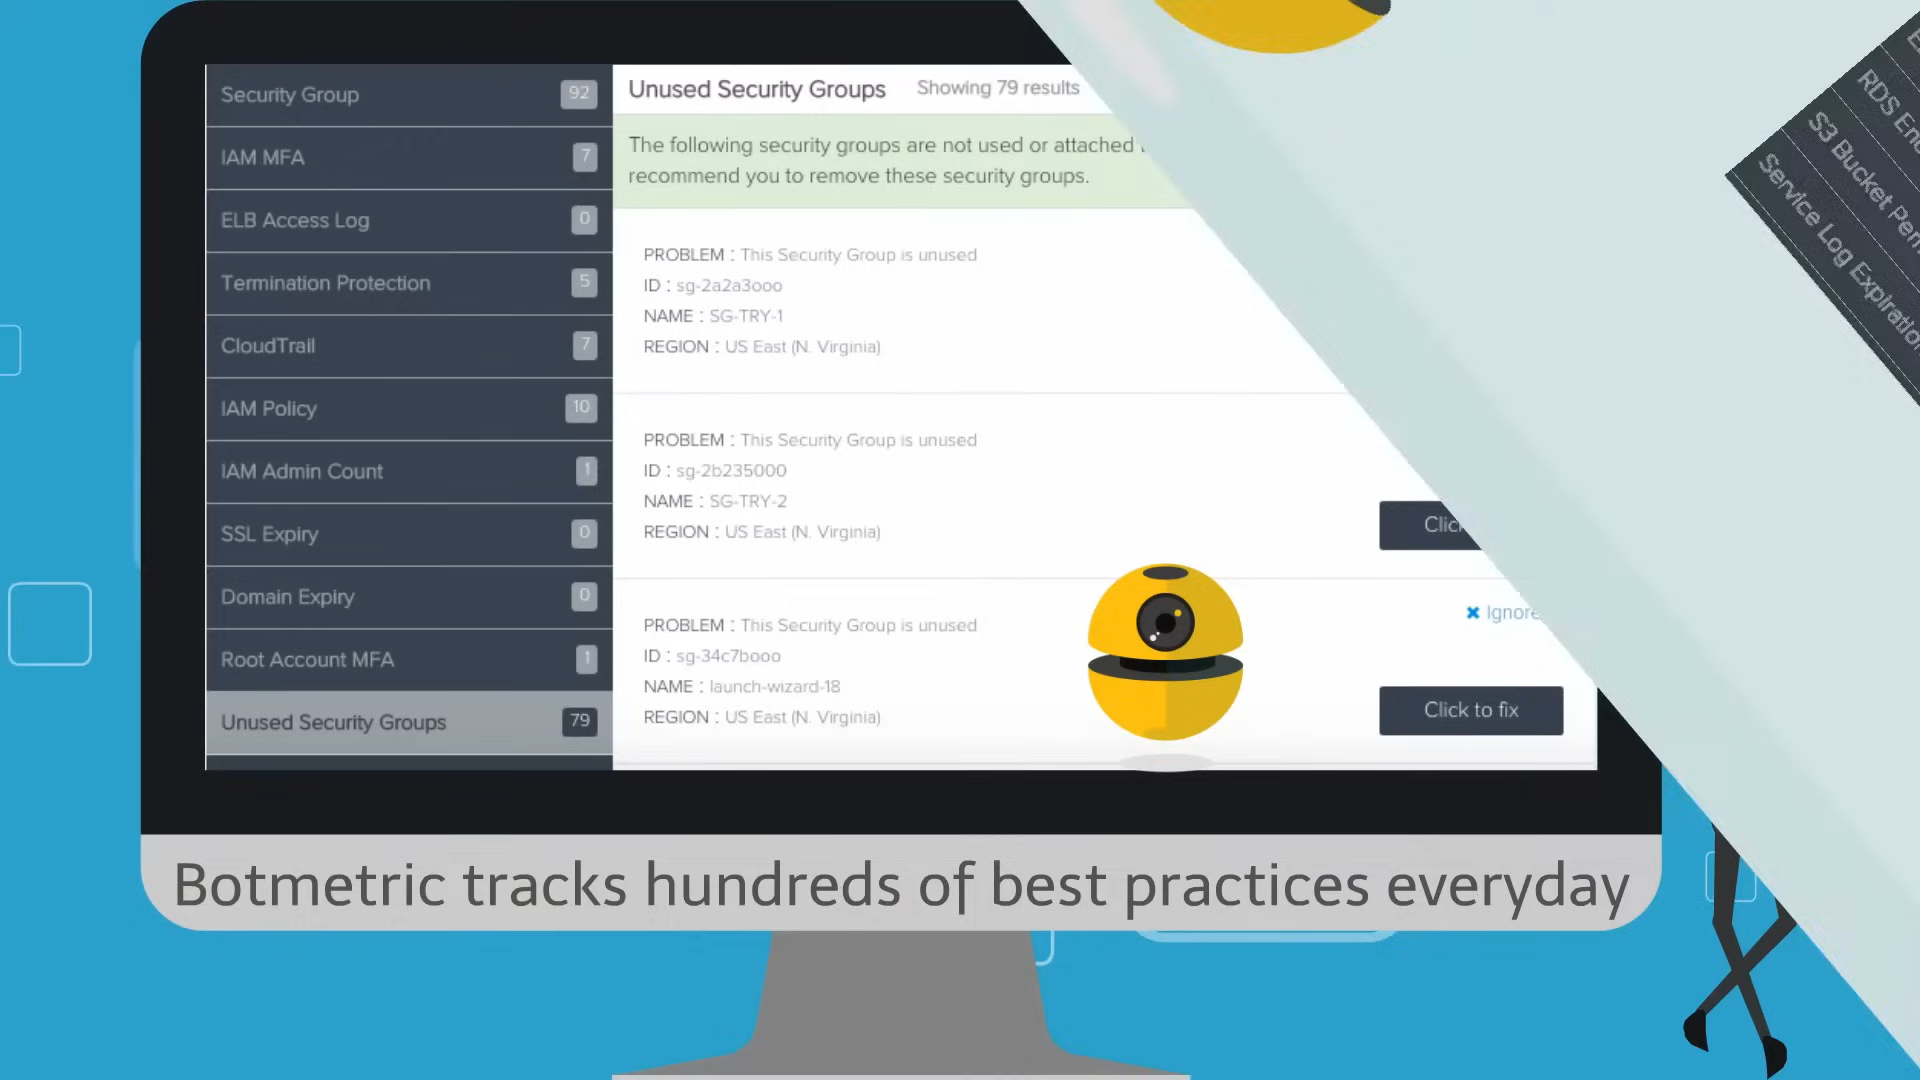 Security Group 92
IAM MFA 7
ELB Access Log 0
Termination Protection 5
CloudTrail 7
IAM Policy 10
IAM Admin Count 1
SSL Expiry 0
Domain Expiry 0
Root Account MFA 1
Unused Security Groups 79
Unused Security Groups Showing 79 results
The following security groups are not used or attached
recommend you to remove these security groups.
PROBLEM : This Security Group is unused
ID : sg-2a2a3ooo
NAME : SG-TRY-1
REGION : US East (N. Virginia)
PROBLEM : This Security Group is unused
ID : sg-2b235000
NAME : SG-TRY-2
REGION : US East (N. Virginia)
Clic
Ignore
PROBLEM : This Security Group is unused
ID : sg-34c7booo
NAME : launch-wizard-18
REGION : US East (N. Virginia)
Click to fix
RDS Enc
S3 Bucket Per
Service Log Expiratio
Botmetric tracks hundreds of best practices everyday